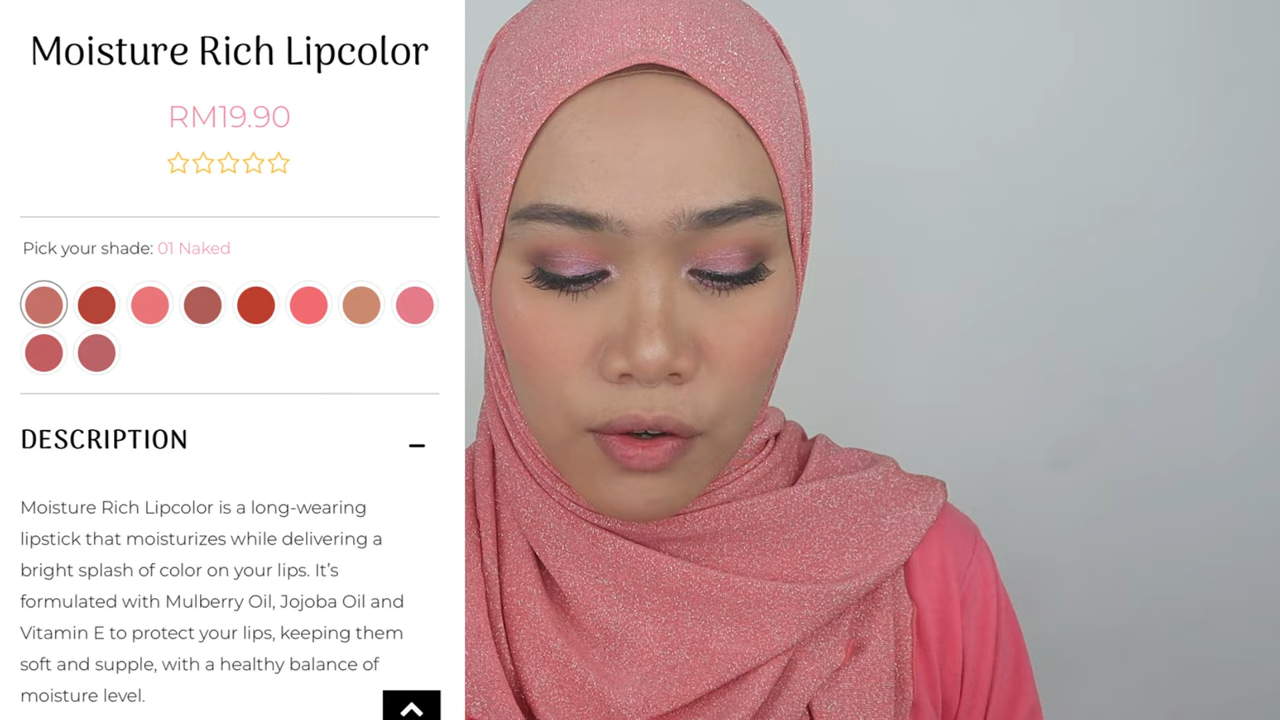 Moisture Rich Lipcolor
RM19.90
Pick your shade: 01 Naked
DESCRIPTION
Moisture Rich Lipcolor is a long-wearing
lipstick that moisturizes while delivering a
bright splash of color on your lips. It’s
formulated with Mulberry Oil, Jojoba Oil and
Vitamin E to protect your lips, keeping them
soft and supple, with a healthy balance of
moisture level.